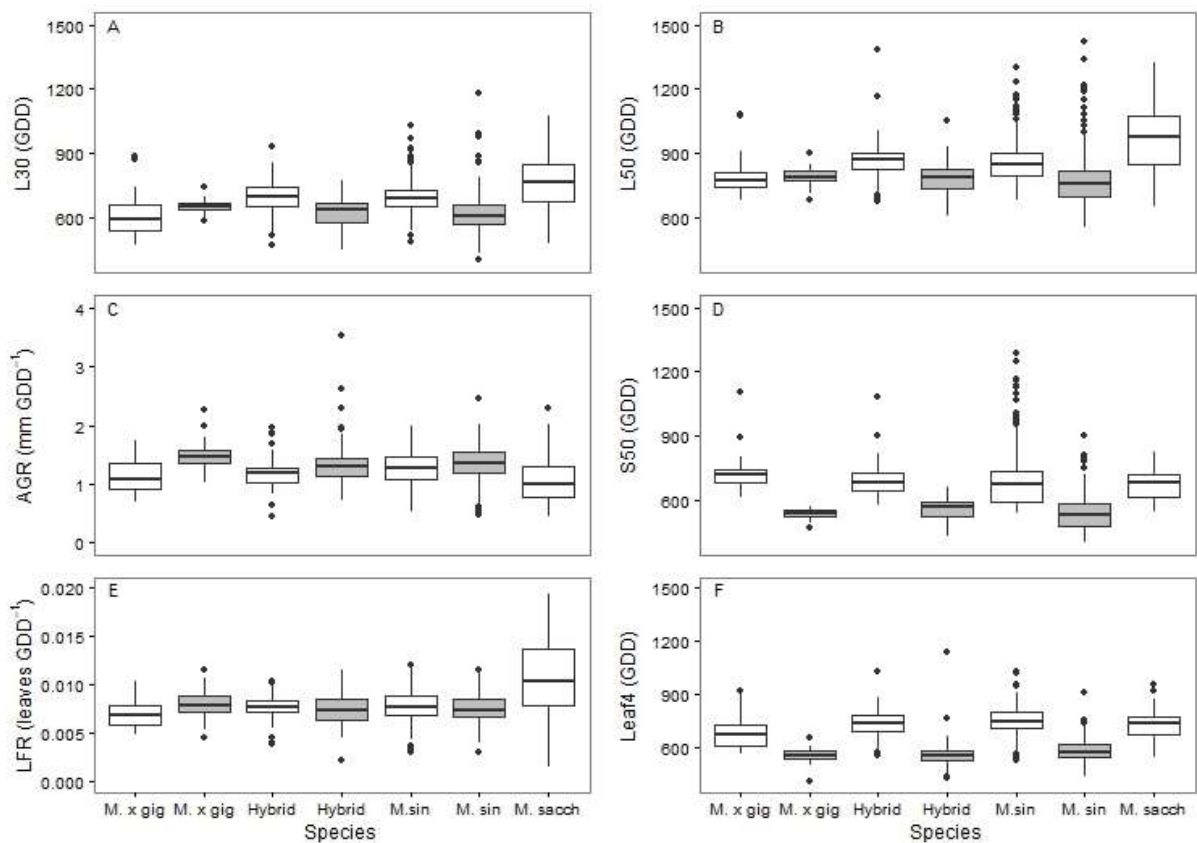 A
1500
1200
900
600
L30 (GDD)
B
1500
1200
900
600
L50 (GDD)
C
4
3
2
1
0
AGR (mm GDD⁻¹)
D
1500
1200
900
600
S50 (GDD)
E
0.020
0.015
0.010
0.005
0.000
LFR (leaves GDD⁻¹)
M. x gig M. x gig Hybrid Hybrid M.sin M. sin M. sacch
Species
F
1500
1200
900
600
Leaf4 (GDD)
M. x gig M. x gig Hybrid Hybrid M.sin M. sin M. sacch
Species